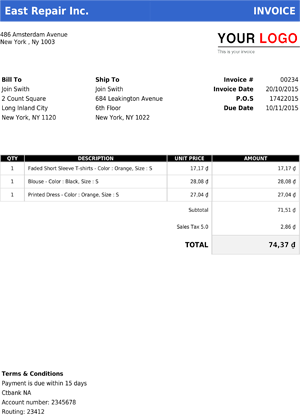 East Repair Inc. INVOICE
486 Amsterdam Avenue
New York , Ny 1003
YOUR LOGO
This is your invoice
Bill To Ship To Invoice # 00234
Join Swith Join Swith Invoice Date 20/10/2015
2 Count Square 684 Leakington Avenue P.O.S 17422015
Long Inland City 6th Floor Due Date 10/11/2015
New York, NY 1120 New York, NY 1022
QTY DESCRIPTION UNIT PRICE AMOUNT
1 Faded Short Sleeve T-shirts - Color : Orange, Size : S 17,17 ₫ 17,17 ₫
1 Blouse - Color : Black, Size : S 28,08 ₫ 28,08 ₫
1 Printed Dress - Color : Orange, Size : S 27,04 ₫ 27,04 ₫
Subtotal 71,51 ₫
Sales Tax 5.0 2,86 ₫
TOTAL 74,37 ₫
Terms & Conditions
Payment is due within 15 days
Ctbank NA
Account number: 2345678
Routing: 23412